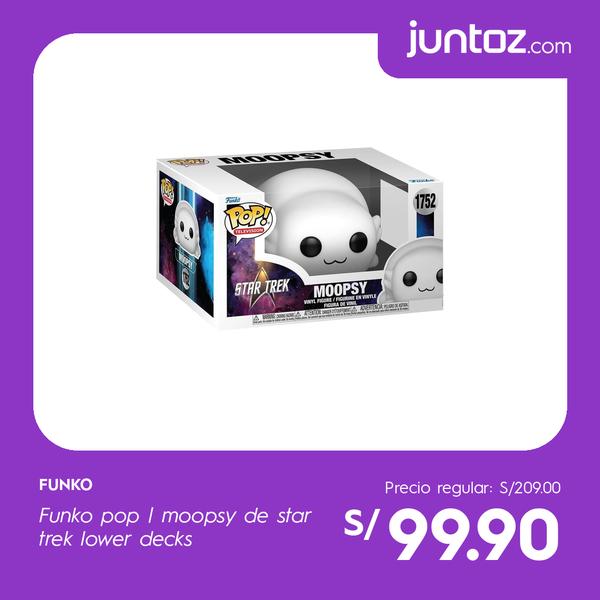 juntoz.com
MOOPSY
Funko
POP!
TELEVISION
1752
STAR TREK
MOOPSY
VINYL FIGURE / FIGURINE EN VINYLE
FIGURA DE VINIL
FUNKO
Precio regular: S/209.00
Funko pop | moopsy de star
trek lower decks
S/99.90